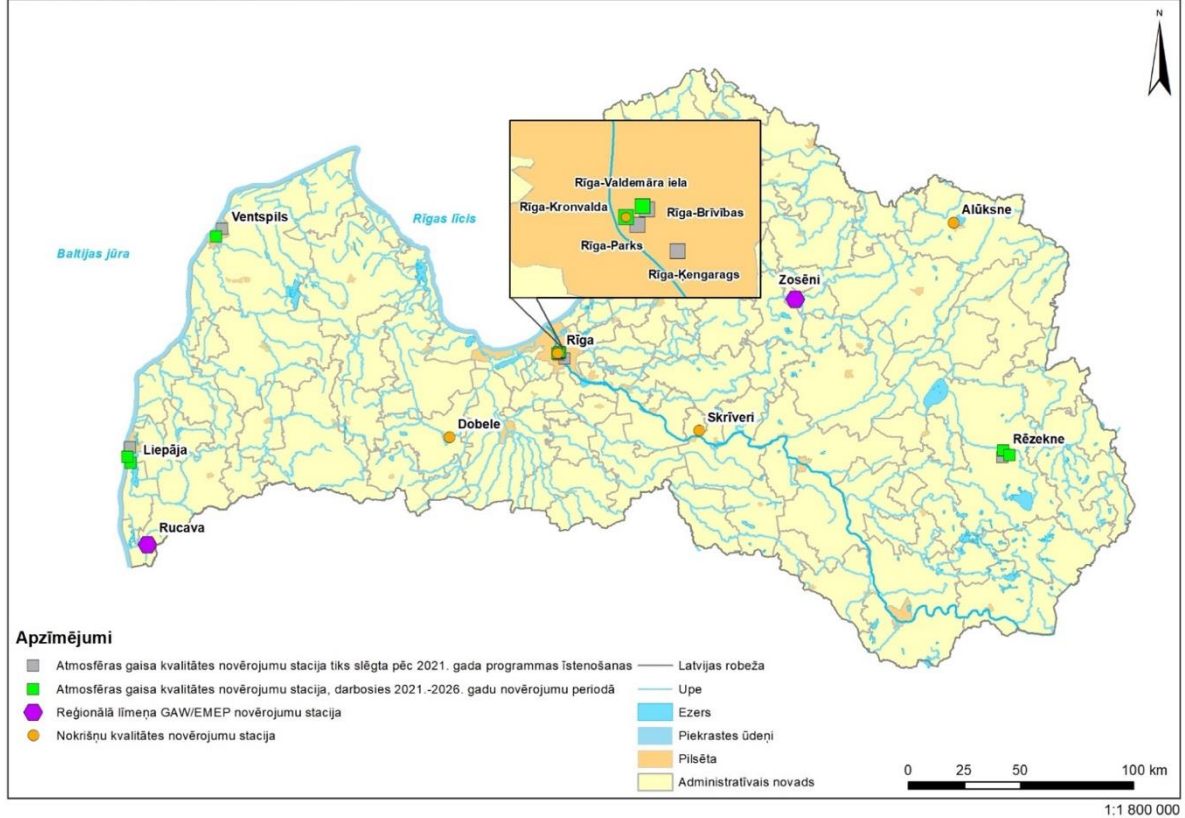 N
Ventspils
Rīgas līcis
Baltijas jūra
Rīga-Valdemāra iela
Rīga-Kronvalda
Rīga-Brīvības
Rīga-Parks
Rīga-Ķengarags
Alūksne
Zosēni
Rīga
Skrīveri
Dobele
Rēzekne
Liepāja
Rucava
Apzīmējumi
Atmosfēras gaisa kvalitātes novērojumu stacija tiks slēgta pēc 2021. gada programmas īstenošanas
Atmosfēras gaisa kvalitātes novērojumu stacija, darbosies 2021.-2026. gadu novērojumu periodā
Reģionālā līmeņa GAW/EMEP novērojumu stacija
Nokrišņu kvalitātes novērojumu stacija
Latvijas robeža
Upe
Ezers
Piekrastes ūdeņi
Pilsēta
Administratīvais novads
0 25 50 100 km
1:1 800 000